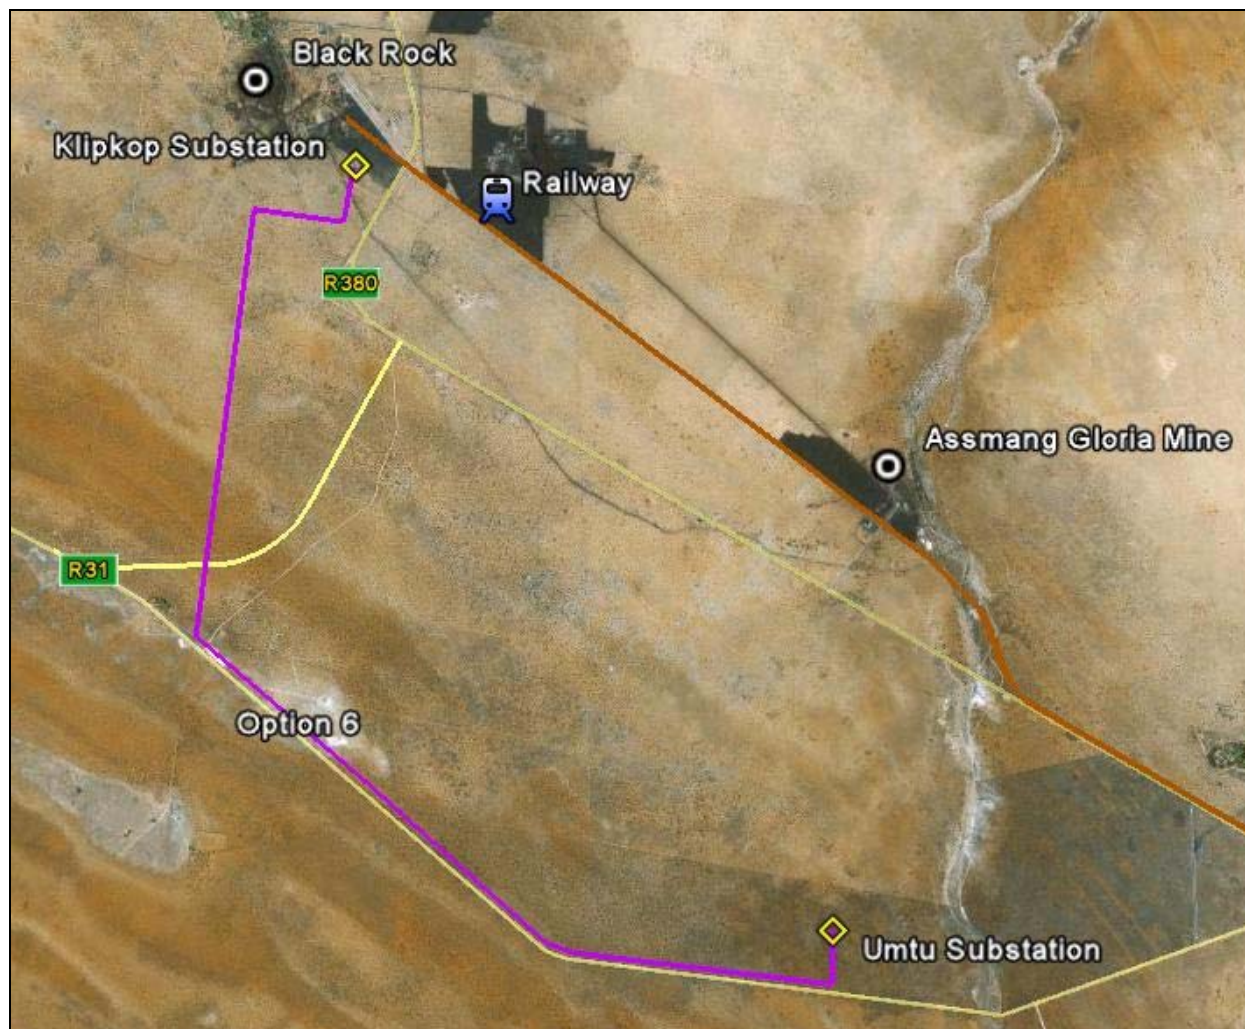 Black Rock
Klipkop Substation
Railway
R380
Assmang Gloria Mine
R31
Option 6
Umtu Substation